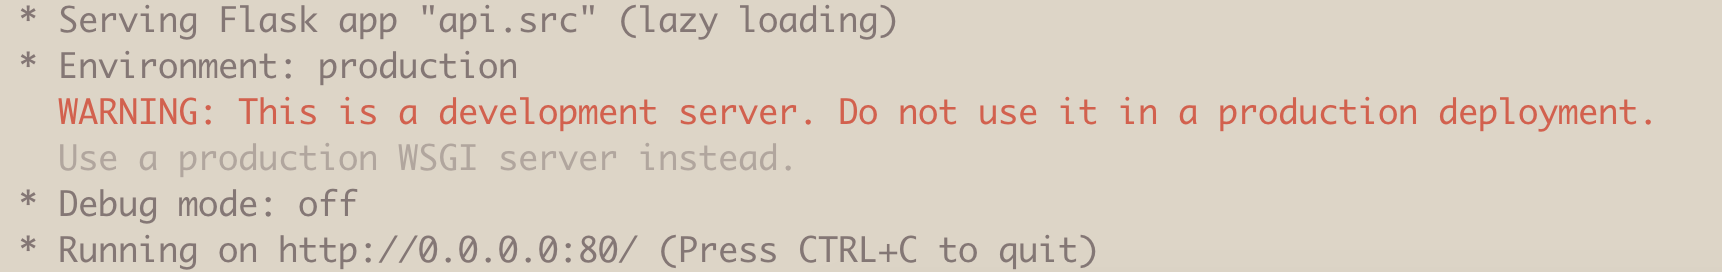 * Serving Flask app "api.src" (lazy loading)
* Environment: production
WARNING: This is a development server. Do not use it in a production deployment.
Use a production WSGI server instead.
* Debug mode: off
* Running on http://0.0.0.0:80/ (Press CTRL+C to quit)